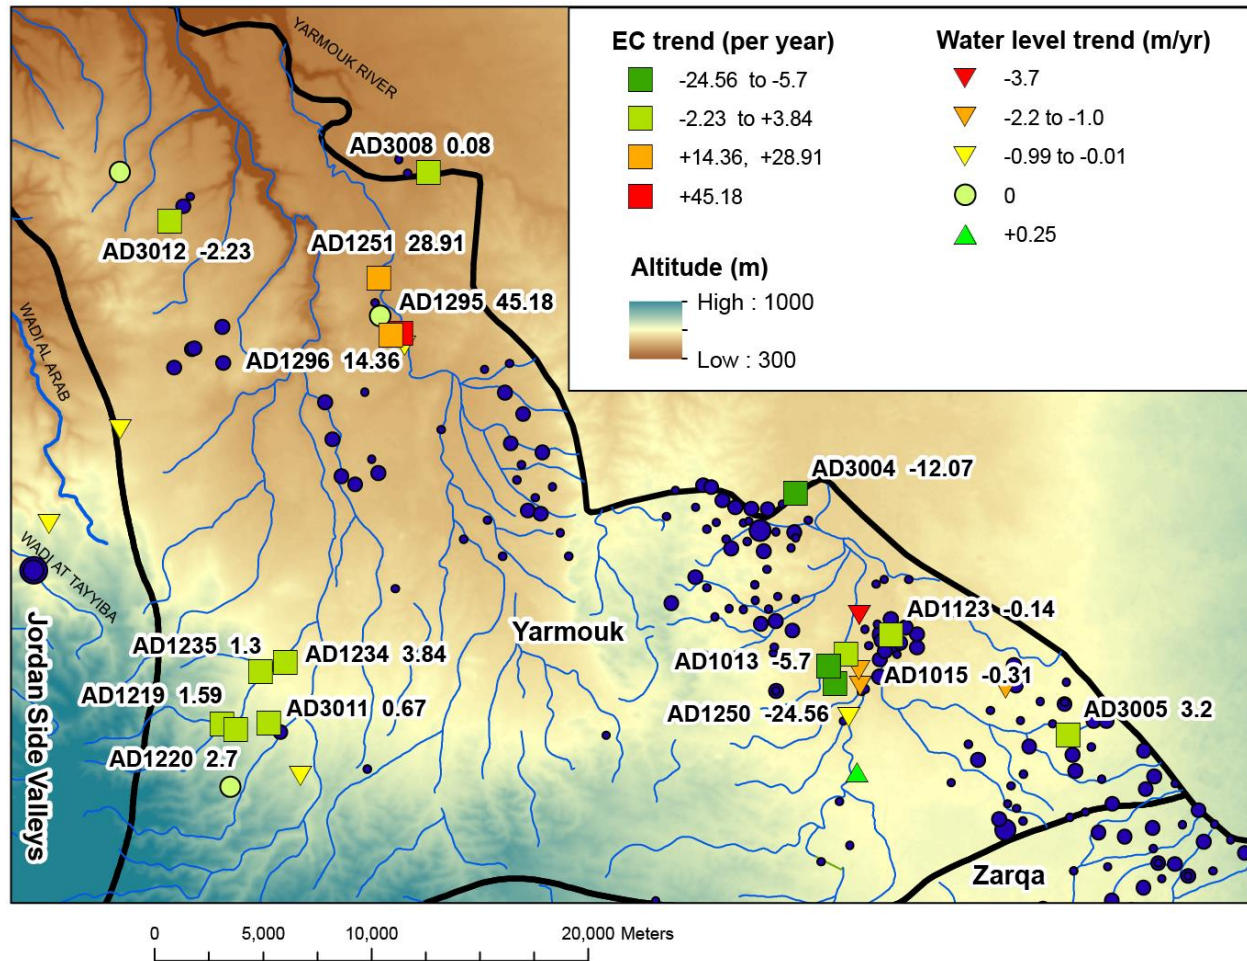 YARMOUK RIVER
EC trend (per year)
-24.56 to -5.7
-2.23 to +3.84
+14.36, +28.91
+45.18
Water level trend (m/yr)
-3.7
-2.2 to -1.0
-0.99 to -0.01
0
+0.25
Altitude (m)
High : 1000
Low : 300
AD3008 0.08
AD3012 -2.23
AD1251 28.91
AD1295 45.18
AD1296 14.36
WADI AL ARAB
AD3004 -12.07
WADI AT TAYYIBA
Jordan Side Valleys
Yarmouk
AD1123 -0.14
AD1235 1.3
AD1234 3.84
AD1013 -5.7
AD1015 -0.31
AD1219 1.59
AD3011 0.67
AD1250 -24.56
AD3005 3.2
AD1220 2.7
Zarqa
0 5,000 10,000 20,000 Meters